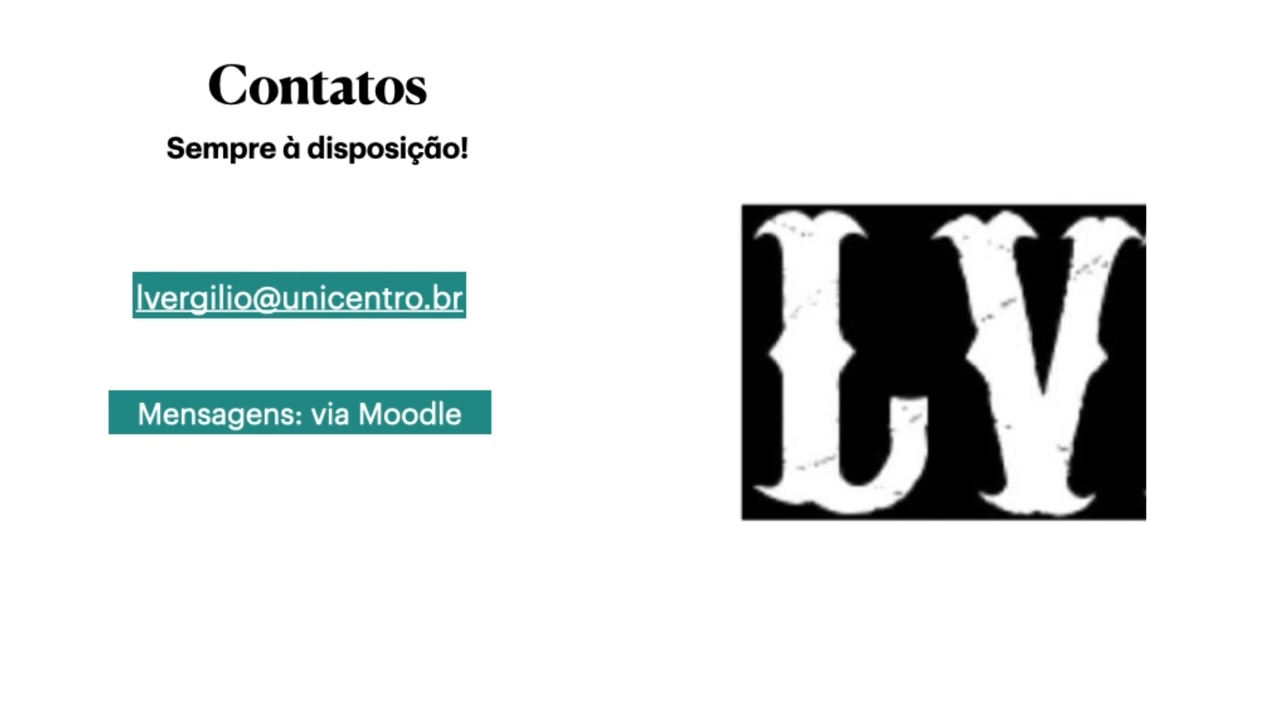 Contatos
Sempre à disposição!
lvergilio@unicentro.br
Mensagens: via Moodle
LV